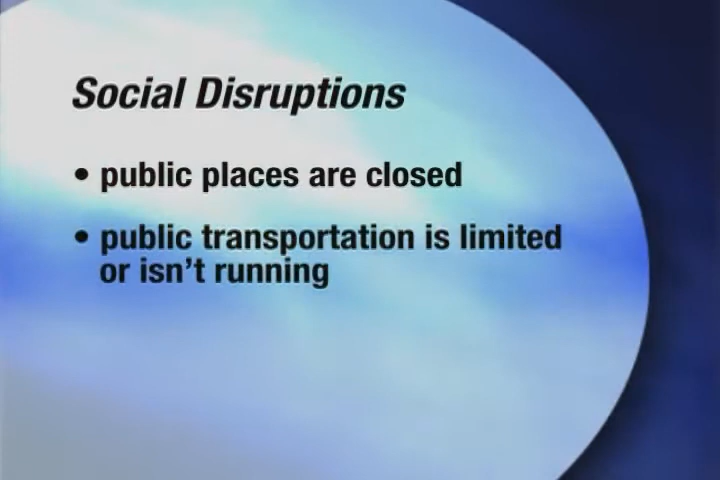 Social Disruptions
• public places are closed
• public transportation is limited
or isn't running